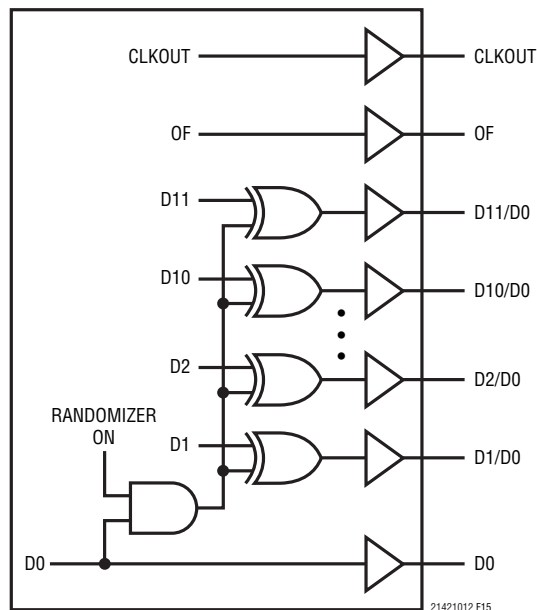 CLKOUT
CLKOUT
OF
OF
D11
D11/D0
D10
D10/D0
D2
D2/D0
RANDOMIZER
ON
D1
D1/D0
D0
D0
21421012 F15